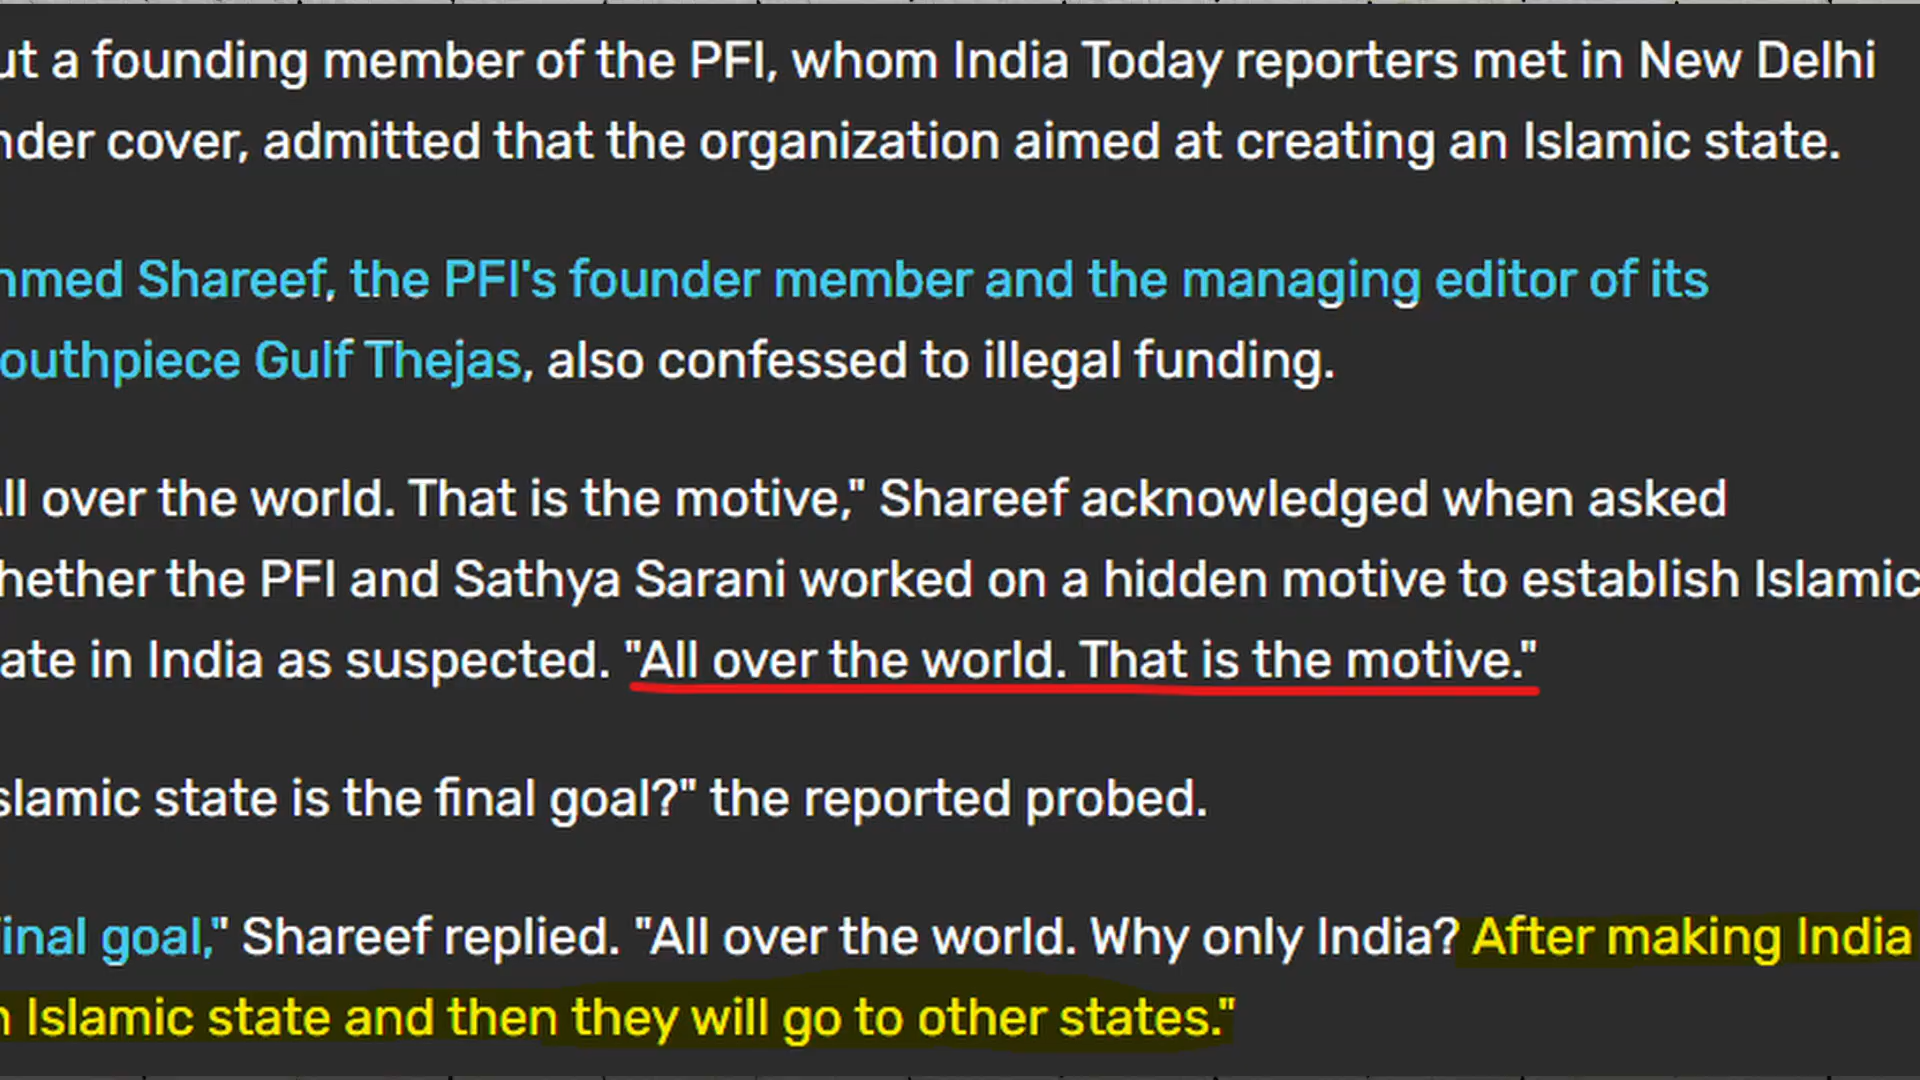 ut a founding member of the PFI, whom India Today reporters met in New Delhi
nder cover, admitted that the organization aimed at creating an Islamic state.
hmed Shareef, the PFI's founder member and the managing editor of its
outhpiece Gulf Thejas, also confessed to illegal funding.
All over the world. That is the motive," Shareef acknowledged when asked
hether the PFI and Sathya Sarani worked on a hidden motive to establish Islamic
ate in India as suspected. "All over the world. That is the motive."
slamic state is the final goal?" the reported probed.
Final goal," Shareef replied. "All over the world. Why only India? After making India
n Islamic state and then they will go to other states."